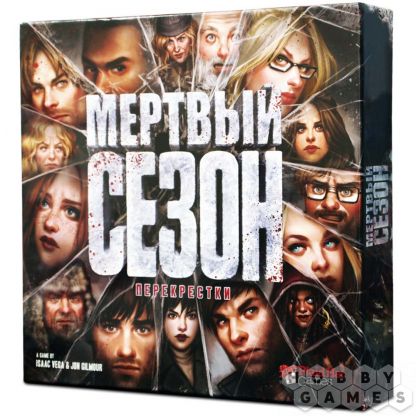 МЕРТВЫЙ
СЕЗОН
ПЕРЕКРЕСТКИ
A GAME BY
ISAAC VEGA & JON GILMOUR
МЕРТВЫЙ
СЕЗОН
HOBBY
GAMES